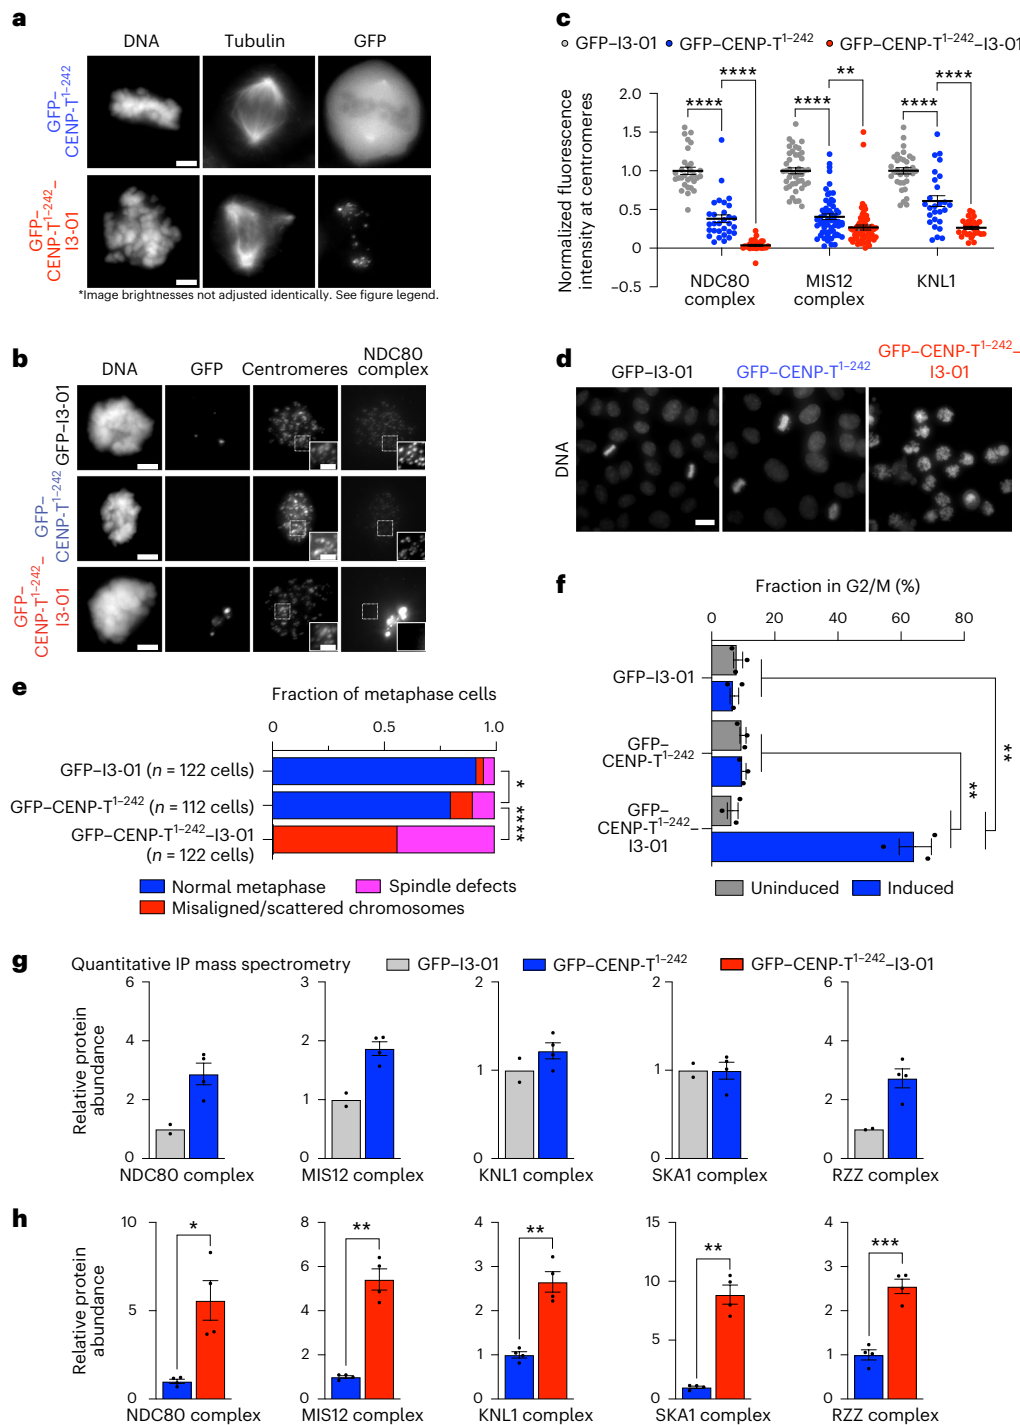 a
DNA
Tubulin
GFP
GFP–
CENP-T1–242
GFP–
CENP-T1–242–
I3-01
*Image brightnesses not adjusted identically. See figure legend.
b
DNA
GFP
Centromeres
NDC80
complex
GFP–I3-01
GFP–
CENP-T1–242
GFP–
CENP-T1–242–
I3-01
c
GFP–I3-01
GFP–CENP-T1–242
GFP–CENP-T1–242–I3-01
Normalized fluorescence
intensity at centromeres
2.0
1.5
1.0
0.5
0
–0.5
****
****
****
**
****
****
NDC80
complex
MIS12
complex
KNL1
d
GFP–I3-01
GFP–CENP-T1–242
GFP–CENP-T1–242–
I3-01
DNA
e
Fraction of metaphase cells
0
0.5
1.0
GFP–I3-01 (n = 122 cells)
GFP–CENP-T1–242 (n = 112 cells)
GFP–CENP-T1–242–I3-01
(n = 122 cells)
*
****
Normal metaphase
Spindle defects
Misaligned/scattered chromosomes
f
Fraction in G2/M (%)
0
20
40
60
80
GFP–I3-01
GFP–
CENP-T1–242
GFP–
CENP-T1–242–
I3-01
**
**
Uninduced
Induced
g
Quantitative IP mass spectrometry
GFP–I3-01
GFP–CENP-T1–242
GFP–CENP-T1–242–I3-01
Relative protein
abundance
6
4
2
0
NDC80 complex
3
2
1
0
MIS12 complex
2
1
0
KNL1 complex
2
1
0
SKA1 complex
6
4
2
0
RZZ complex
h
Relative protein
abundance
10
5
0
*
NDC80 complex
8
6
4
2
0
**
MIS12 complex
4
3
2
1
0
**
KNL1 complex
15
10
5
0
**
SKA1 complex
4
3
2
1
0
***
RZZ complex